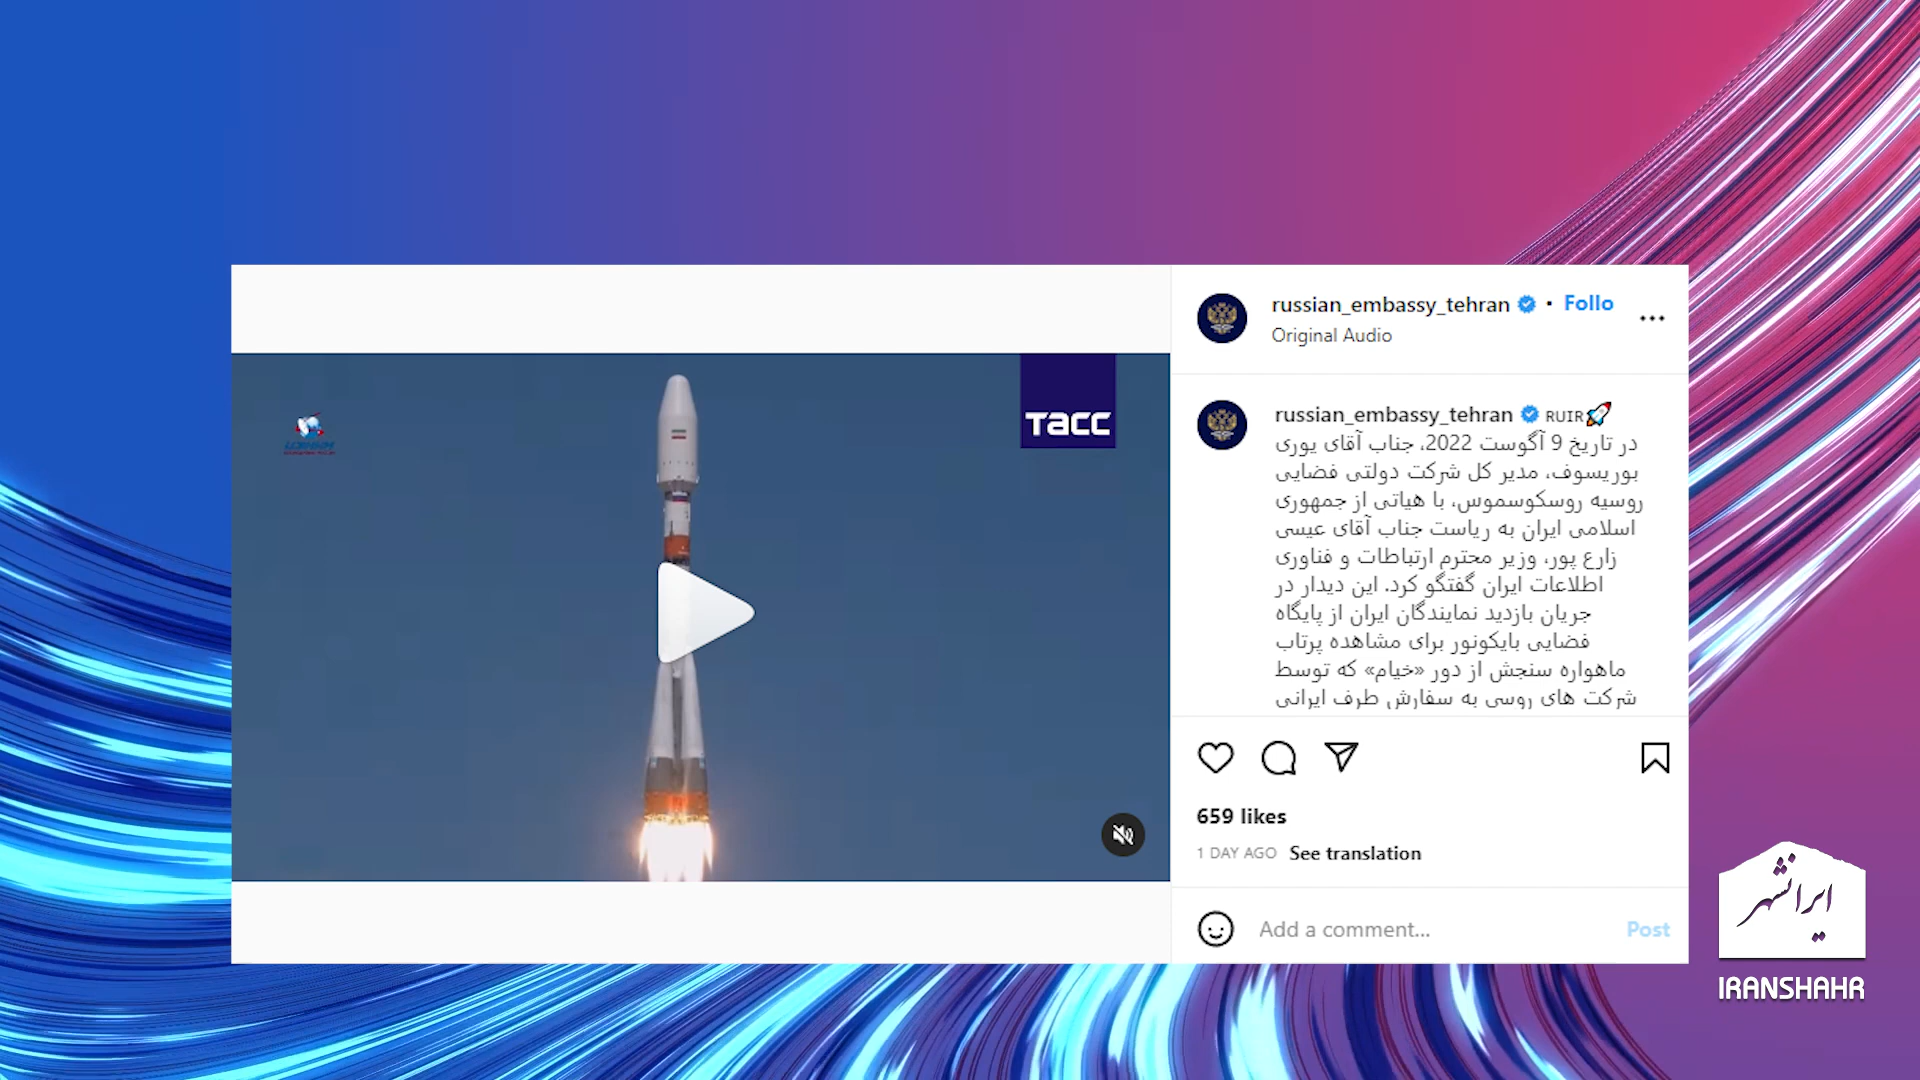 тасс
russian_embassy_tehran • Follo
Original Audio
russian_embassy_tehran RUIR🚀
در تاریخ 9 آگوست 2022، جناب آقای یوری
بوریسوف، مدیر کل شرکت دولتی فضایی
روسیه روسکوسموس، با هیاتی از جمهوری
اسلامی ایران به ریاست جناب آقای عیسی
زارع پور، وزیر محترم ارتباطات و فناوری
اطلاعات ایران گفتگو کرد. این دیدار در
جریان بازدید نمایندگان ایران از پایگاه
فضایی بایکونور برای مشاهده پرتاب
ماهواره سنجش از دور «خیام» که توسط
شرکت های روسی به سفارش طرف ایرانی
659 likes
1 DAY AGO See translation
Add a comment... Post
ایرانشهر
IRANSHAHR